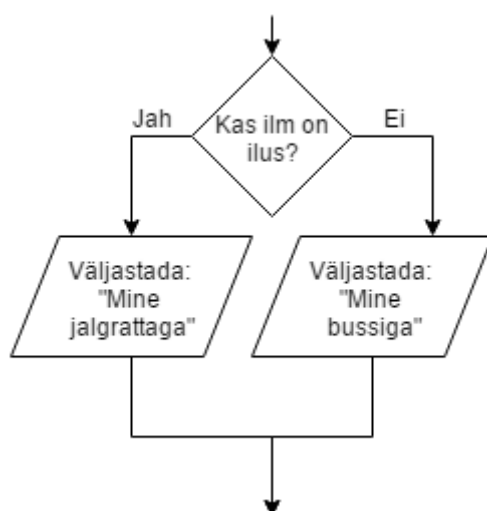 Jah
Kas ilm on
ilus?
Ei
Väljastada:
"Mine
jalgrattaga"
Väljastada:
"Mine
bussiga"